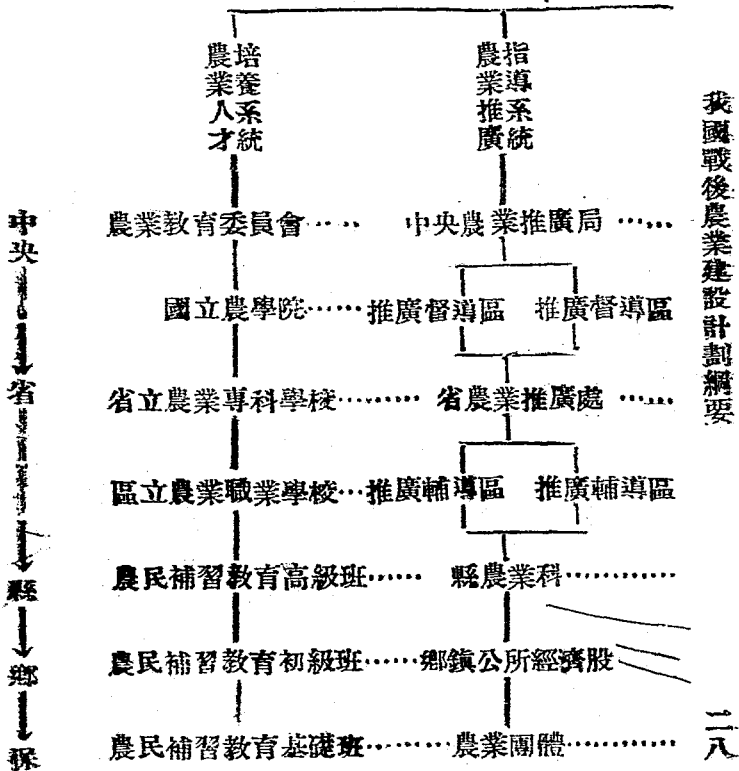 我國戰後農業建設計劃綱要
二八
指導系統
農業推廣
培養系統
農業人才
中央農業推廣局……
農業教育委員會……
推廣督導區
推廣督導區
國立農學院……
省農業推廣處……
省立農業專科學校……
推廣輔導區
推廣輔導區
區立農業職業學校…
縣農業科…………
農民補習教育高級班……
鄉鎮公所經濟股
農民補習教育初級班……
農業團體…………
農民補習教育基礎班……
中央
省
縣
鄉
保